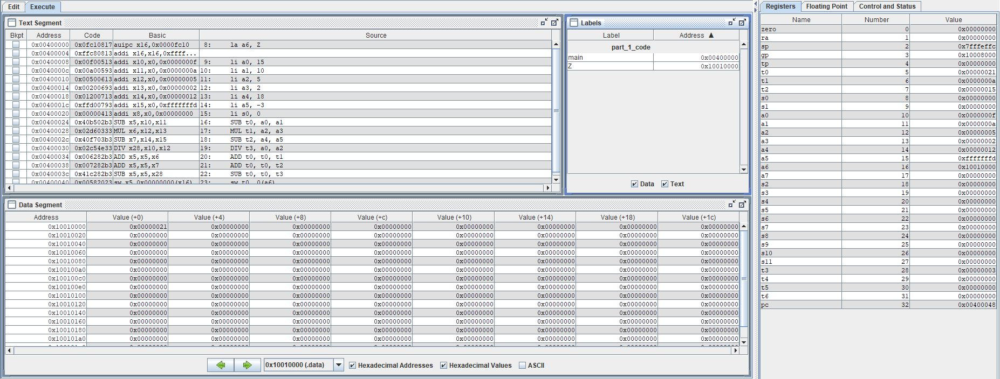 Edit Execute
Text Segment
Bkpt Address Code Basic Source
0x00400000 0x0fc10817 auipc x16,0x0000fc10 8: la a6, Z
0x00400004 0xffc80813 addi x16,x16,0xffff...
0x00400008 0x00f00513 addi x10,x0,0x0000000f 9: li a0, 15
0x0040000c 0x00a00593 addi x11,x0,0x0000000a 10: li a1, 10
0x00400010 0x00500613 addi x12,x0,0x00000005 11: li a2, 5
0x00400014 0x00200693 addi x13,x0,0x00000002 12: li a3, 2
0x00400018 0x01200713 addi x14,x0,0x00000012 13: li a4, 18
0x0040001c 0xffd00793 addi x15,x0,0xfffffffd 14: li a5, -3
0x00400020 0x00000413 addi x8,x0,0x00000000 15: li s0, 0
0x00400024 0x40b502b3 SUB x5,x10,x11 16: SUB t0, a0, a1
0x00400028 0x02d60333 MUL x6,x12,x13 17: MUL t1, a2, a3
0x0040002c 0x40f703b3 SUB x7,x14,x15 18: SUB t2, a4, a5
0x00400030 0x02c54e33 DIV x28,x10,x12 19: DIV t3, a0, a2
0x00400034 0x006282b3 ADD x5,x5,x6 20: ADD t0, t0, t1
0x00400038 0x007282b3 ADD x5,x5,x7 21: ADD t0, t0, t2
0x0040003c 0x41c282b3 SUB x5,x5,x28 22: SUB t0, t0, t3
0x00400040 0x00582023 sw x5,0x00000000(x16) 23: sw t0, 0(a6)
Labels
Label Address ▲
part_1_code
main 0x00400000
Z 0x10010000
Data Text
Data Segment
Address Value (+0) Value (+4) Value (+8) Value (+c) Value (+10) Value (+14) Value (+18) Value (+1c)
0x10010000 0x00000021 0x00000000 0x00000000 0x00000000 0x00000000 0x00000000 0x00000000 0x00000000
0x10010020 0x00000000 0x00000000 0x00000000 0x00000000 0x00000000 0x00000000 0x00000000 0x00000000
0x10010040 0x00000000 0x00000000 0x00000000 0x00000000 0x00000000 0x00000000 0x00000000 0x00000000
0x10010060 0x00000000 0x00000000 0x00000000 0x00000000 0x00000000 0x00000000 0x00000000 0x00000000
0x10010080 0x00000000 0x00000000 0x00000000 0x00000000 0x00000000 0x00000000 0x00000000 0x00000000
0x100100a0 0x00000000 0x00000000 0x00000000 0x00000000 0x00000000 0x00000000 0x00000000 0x00000000
0x100100c0 0x00000000 0x00000000 0x00000000 0x00000000 0x00000000 0x00000000 0x00000000 0x00000000
0x100100e0 0x00000000 0x00000000 0x00000000 0x00000000 0x00000000 0x00000000 0x00000000 0x00000000
0x10010100 0x00000000 0x00000000 0x00000000 0x00000000 0x00000000 0x00000000 0x00000000 0x00000000
0x10010120 0x00000000 0x00000000 0x00000000 0x00000000 0x00000000 0x00000000 0x00000000 0x00000000
0x10010140 0x00000000 0x00000000 0x00000000 0x00000000 0x00000000 0x00000000 0x00000000 0x00000000
0x10010160 0x00000000 0x00000000 0x00000000 0x00000000 0x00000000 0x00000000 0x00000000 0x00000000
0x10010180 0x00000000 0x00000000 0x00000000 0x00000000 0x00000000 0x00000000 0x00000000 0x00000000
0x100101a0 0x00000000 0x00000000 0x00000000 0x00000000 0x00000000 0x00000000 0x00000000 0x00000000
0x10010000 (.data) Hexadecimal Addresses Hexadecimal Values ASCII
Registers Floating Point Control and Status
Name Number Value
zero 0 0x00000000
ra 1 0x00000000
sp 2 0x7fffeffc
gp 3 0x10008000
tp 4 0x00000000
t0 5 0x00000021
t1 6 0x0000000a
t2 7 0x00000015
s0 8 0x00000000
s1 9 0x00000000
a0 10 0x0000000f
a1 11 0x0000000a
a2 12 0x00000005
a3 13 0x00000002
a4 14 0x00000012
a5 15 0xfffffffd
a6 16 0x10010000
a7 17 0x00000000
s2 18 0x00000000
s3 19 0x00000000
s4 20 0x00000000
s5 21 0x00000000
s6 22 0x00000000
s7 23 0x00000000
s8 24 0x00000000
s9 25 0x00000000
s10 26 0x00000000
s11 27 0x00000000
t3 28 0x00000003
t4 29 0x00000000
t5 30 0x00000000
t6 31 0x00000000
pc 32 0x00400048